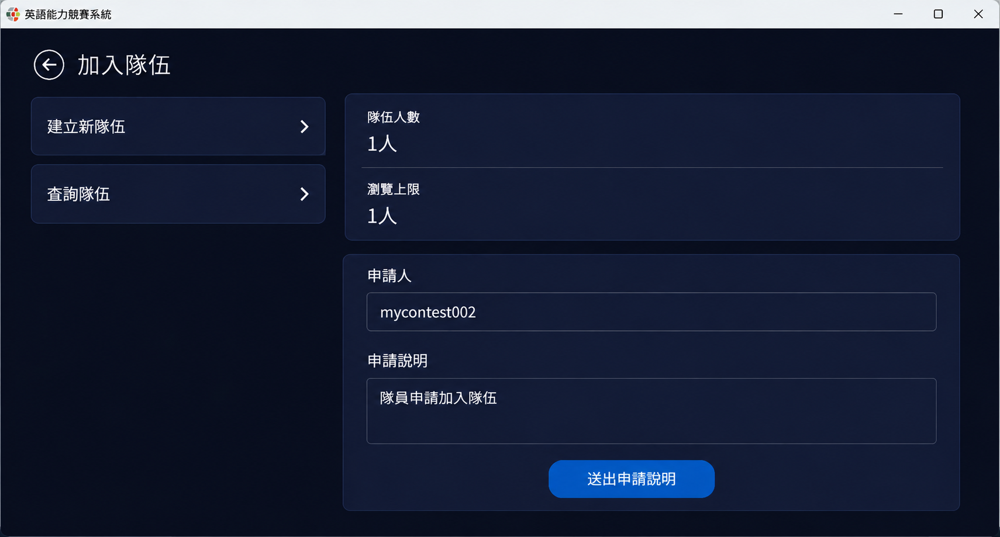 英語能力競賽系統
加入隊伍
建立新隊伍
查詢隊伍
隊伍人數
1人
瀏覽上限
1人
申請人
mycontest002
申請說明
隊員申請加入隊伍
送出申請說明